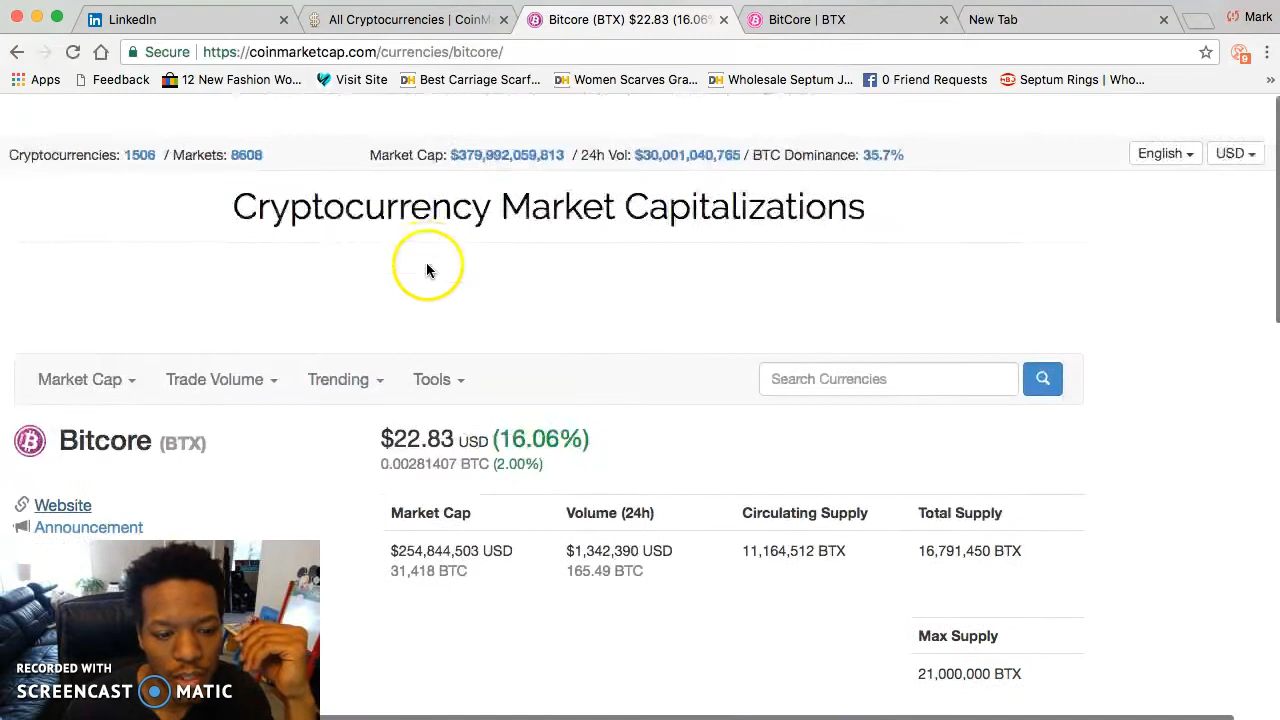 LinkedIn
All Cryptocurrencies | CoinM
Bitcore (BTX) $22.83 (16.06%
BitCore | BTX
New Tab
Mark
Secure
https://coinmarketcap.com/currencies/bitcore/
9
Apps
Feedback
12 New Fashion Wo...
Visit Site
DH Best Carriage Scarf...
DH Women Scarves Gra...
DH Wholesale Septum J...
0 Friend Requests
Septum Rings | Who...
»
Cryptocurrencies: 1506 / Markets: 8608
Market Cap: $379,992,059,813 / 24h Vol: $30,001,040,765 / BTC Dominance: 35.7%
English
USD
Cryptocurrency Market Capitalizations
Market Cap
Trade Volume
Trending
Tools
Search Currencies
Bitcore (BTX)
$22.83 USD (16.06%)
0.00281407 BTC (2.00%)
Website
Announcement
Market Cap
Volume (24h)
Circulating Supply
Total Supply
$254,844,503 USD
$1,342,390 USD
11,164,512 BTX
16,791,450 BTX
31,418 BTC
165.49 BTC
Max Supply
21,000,000 BTX
RECORDED WITH
SCREENCAST MATIC